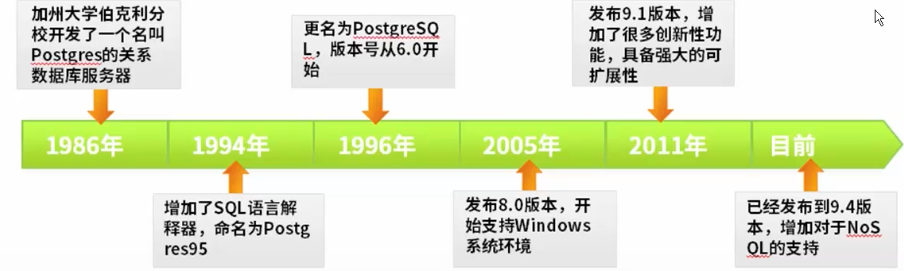 加州大学伯克利分
校开发了一个名叫
Postgres的关系
数据库服务器
更名为PostgreSQ
L，版本号从6.0开
始
发布9.1版本，增
加了很多创新性功
能，具备强大的可
扩展性
1986年
1994年
1996年
2005年
2011年
目前
增加了SQL语言解
释器，命名为Postg
res95
发布8.0版本，开
始支持Windows
系统环境
已经发布到9.4版
本，增加对于NoS
QL的支持